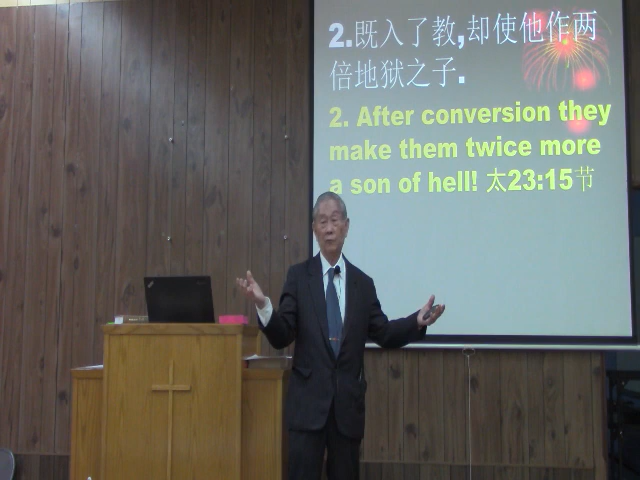 2.既入了教,却使他作两
倍地狱之子.
2. After conversion they
make them twice more
a son of hell! 太23:15节